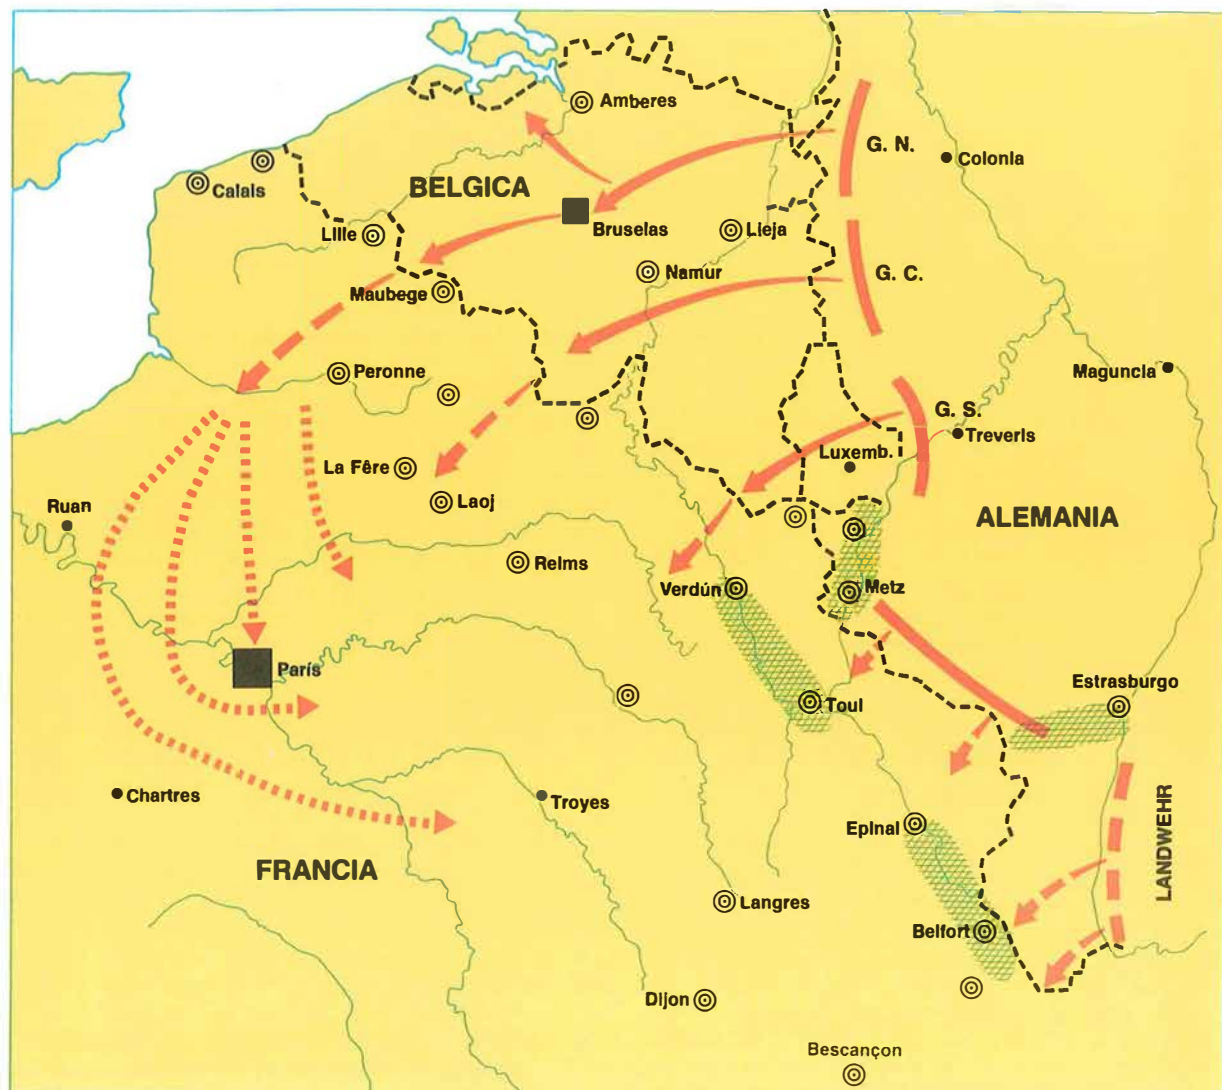 Amberes
G. N.
Colonia
Calais
BELGICA
Lille
Bruselas
Lieja
Namur
G. C.
Maubege
Peronne
Maguncia
G. S.
Treveris
La Fêre
Luxemb.
Laoj
Ruan
ALEMANIA
Reims
Verdún
Metz
París
Toul
Estrasburgo
Chartres
Troyes
Epinal
LANDWEHR
FRANCIA
Langres
Belfort
Dijon
Bescançon